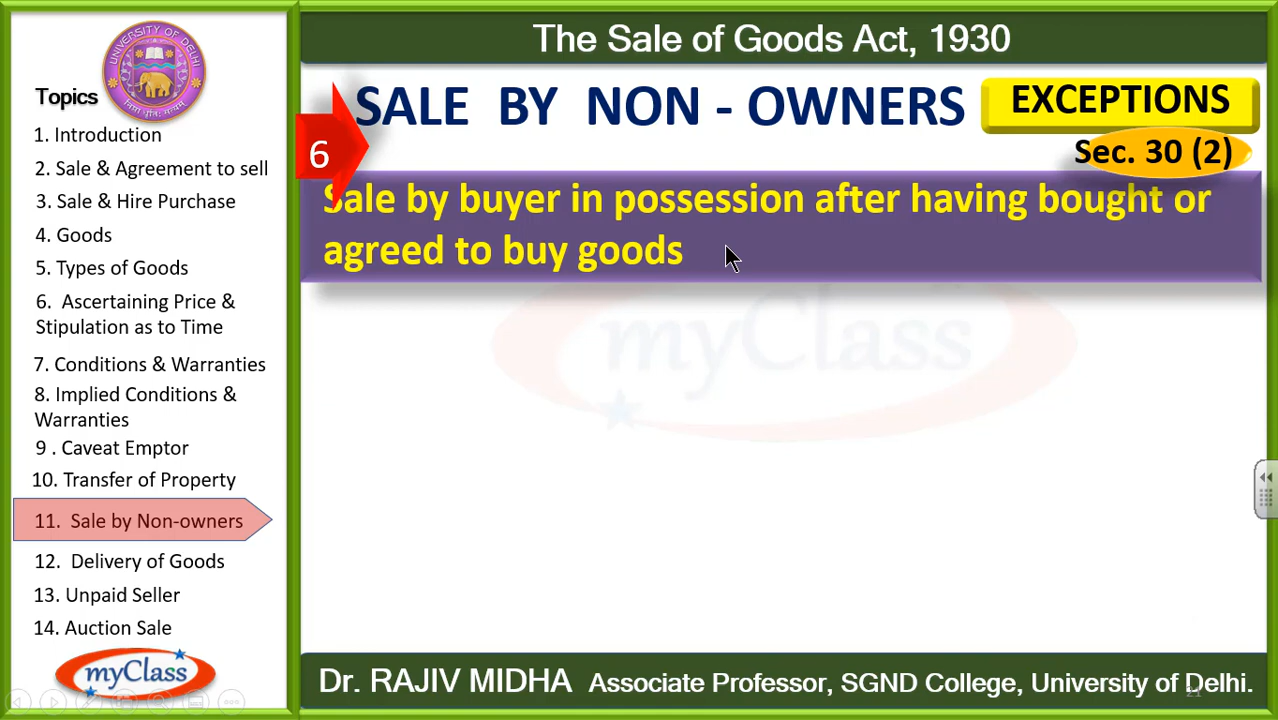 The Sale of Goods Act, 1930
UNIVERSITY OF DELHI
Topics
1. Introduction
2. Sale & Agreement to sell
3. Sale & Hire Purchase
4. Goods
5. Types of Goods
6. Ascertaining Price &
Stipulation as to Time
7. Conditions & Warranties
8. Implied Conditions &
Warranties
9 . Caveat Emptor
10. Transfer of Property
11. Sale by Non-owners
12. Delivery of Goods
13. Unpaid Seller
14. Auction Sale
myClass
SALE BY NON - OWNERS
EXCEPTIONS
Sec. 30 (2)
6
Sale by buyer in possession after having bought or
agreed to buy goods
myClass
Dr. RAJIV MIDHA Associate Professor, SGND College, University of Delhi.
21